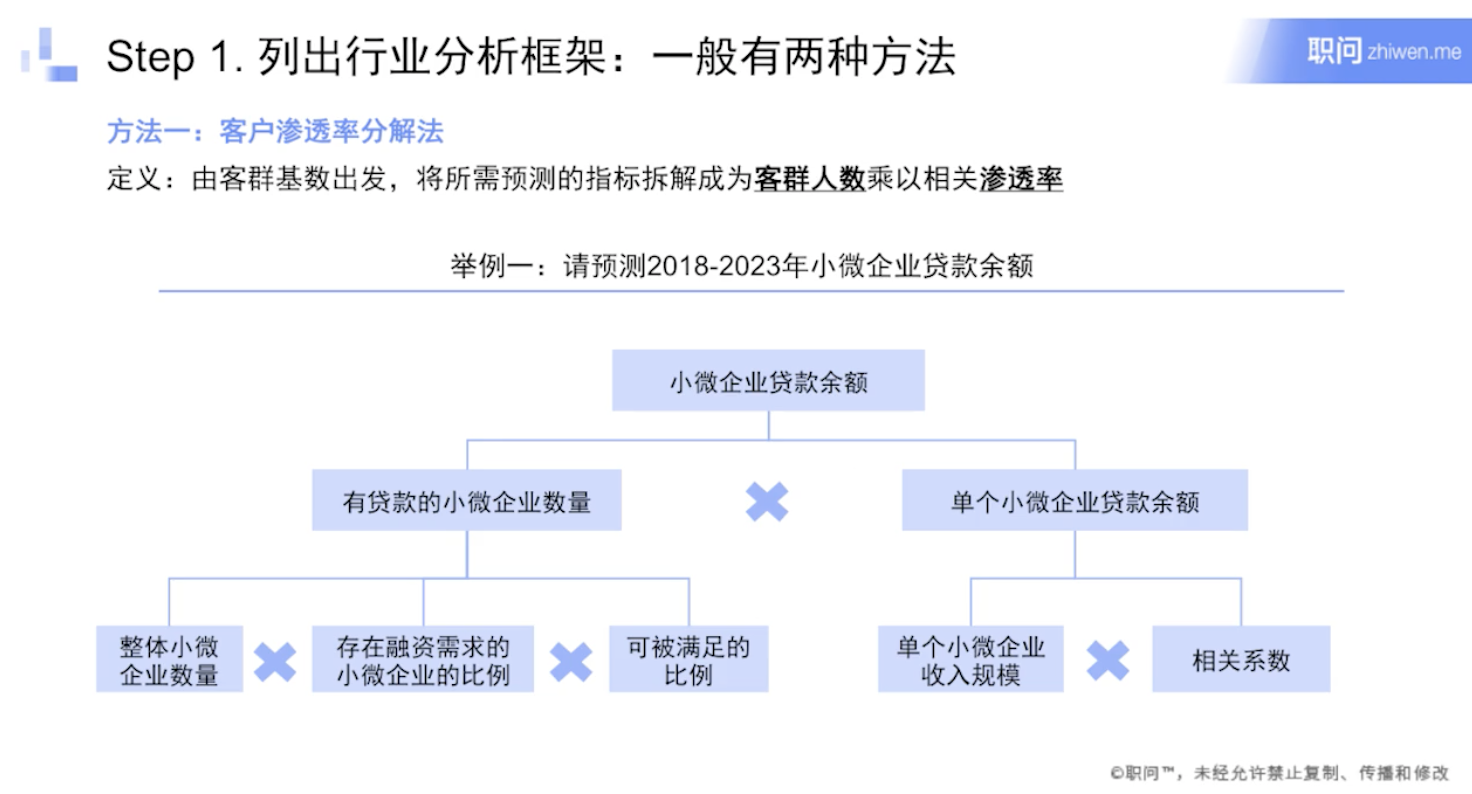 Step 1. 列出行业分析框架：一般有两种方法
职问 zhiwen.me
方法一：客户渗透率分解法
定义：由客群基数出发，将所需预测的指标拆解成为客群人数乘以相关渗透率
举例一：请预测2018-2023年小微企业贷款余额
小微企业贷款余额
有贷款的小微企业数量
单个小微企业贷款余额
整体小微
企业数量
存在融资需求的
小微企业的比例
可被满足的
比例
单个小微企业
收入规模
相关系数
©职问™，未经允许禁止复制、传播和修改